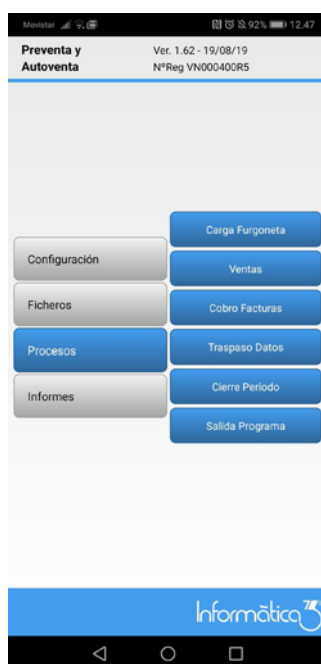 Movistar 92% 12.47
Preventa y Ver. 1.62 - 19/08/19
Autoventa NºReg VN000400R5
Carga Furgoneta
Configuración
Ventas
Ficheros
Cobro Facturas
Procesos
Traspaso Datos
Informes
Cierre Período
Salida Programa
Informàtica3